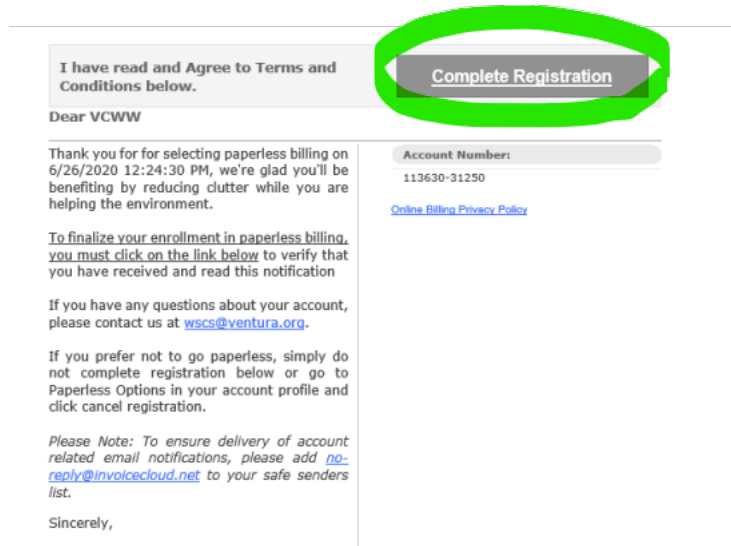 I have read and Agree to Terms and
Conditions below.
Complete Registration
Dear VCWW
Thank you for for selecting paperless billing on
6/26/2020 12:24:30 PM, we're glad you'll be
benefiting by reducing clutter while you are
helping the environment.
To finalize your enrollment in paperless billing,
you must click on the link below to verify that
you have received and read this notification
If you have any questions about your account,
please contact us at wscs@ventura.org.
If you prefer not to go paperless, simply do
not complete registration below or go to
Paperless Options in your account profile and
click cancel registration.
Please Note: To ensure delivery of account
related email notifications, please add no-
reply@invoicecloud.net to your safe senders
list.
Sincerely,
Account Number:
113630-31250
Online Billing Privacy Policy